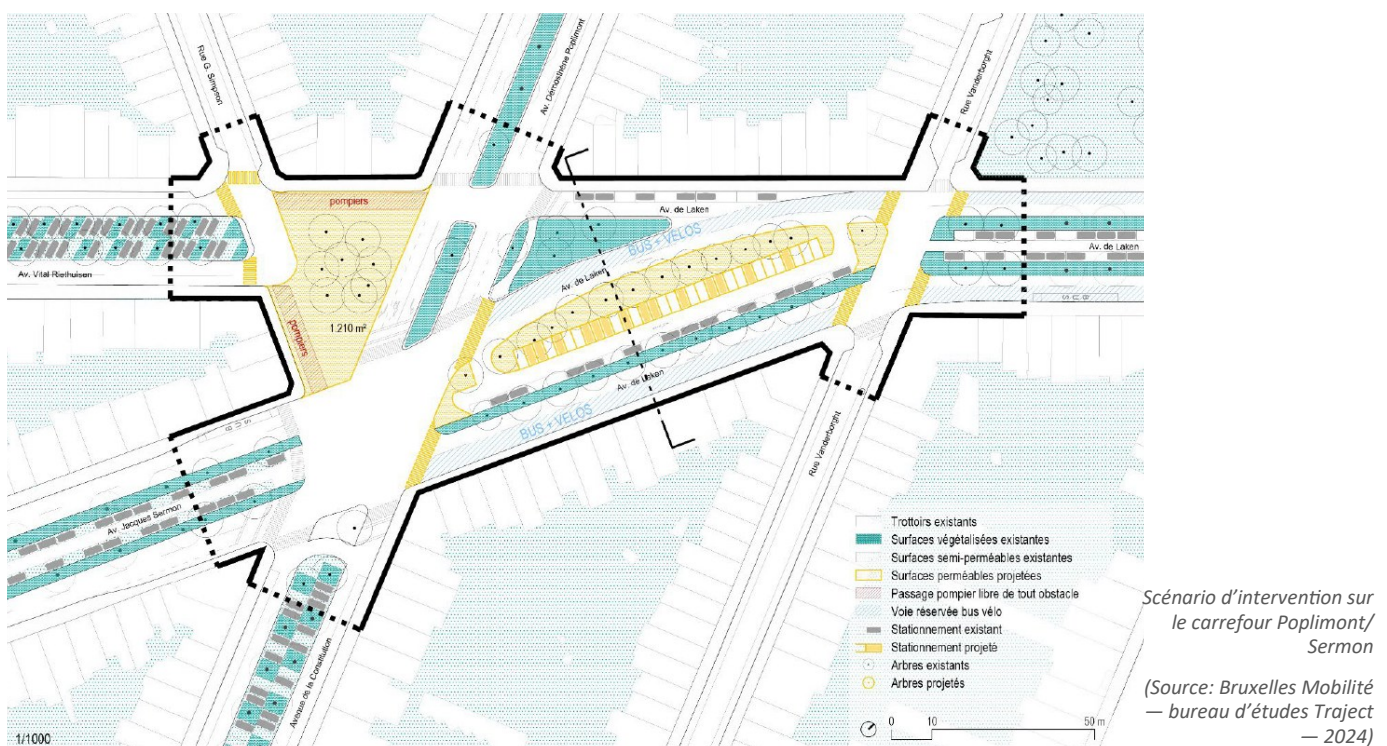 Rue G. Simpson
Av. Démosthène Poplimont
Rue Vanderborght
pompiers
Av. de Laken
BUS + VÉLOS
Av. de Laken
Av. de Laken
Av. Vital Riethuisen
1.210 m²
pompiers
Av. de Laken
BUS + VÉLOS
BUS
BUS
Rue Vanderborght
Av. Jacques Sermon
Avenue de la Constitution
Trottoirs existants
Surfaces végétalisées existantes
Surfaces semi-perméables existantes
Surfaces perméables projetées
Passage pompier libre de tout obstacle
Voie réservée bus vélo
Stationnement existant
Stationnement projeté
Arbres existants
Arbres projetés
0 10 50 m
1/1000
Scénario d'intervention sur
le carrefour Poplimont/
Sermon
(Source: Bruxelles Mobilité
— bureau d'études Traject
— 2024)